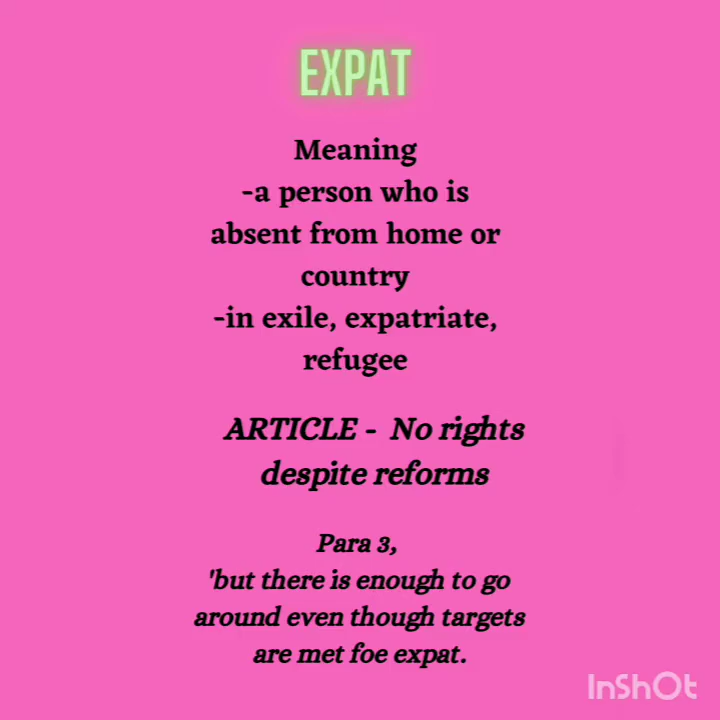 EXPAT
Meaning
-a person who is
absent from home or
country
-in exile, expatriate,
refugee
ARTICLE - No rights
despite reforms
Para 3,
'but there is enough to go
around even though targets
are met foe expat.
InShOt